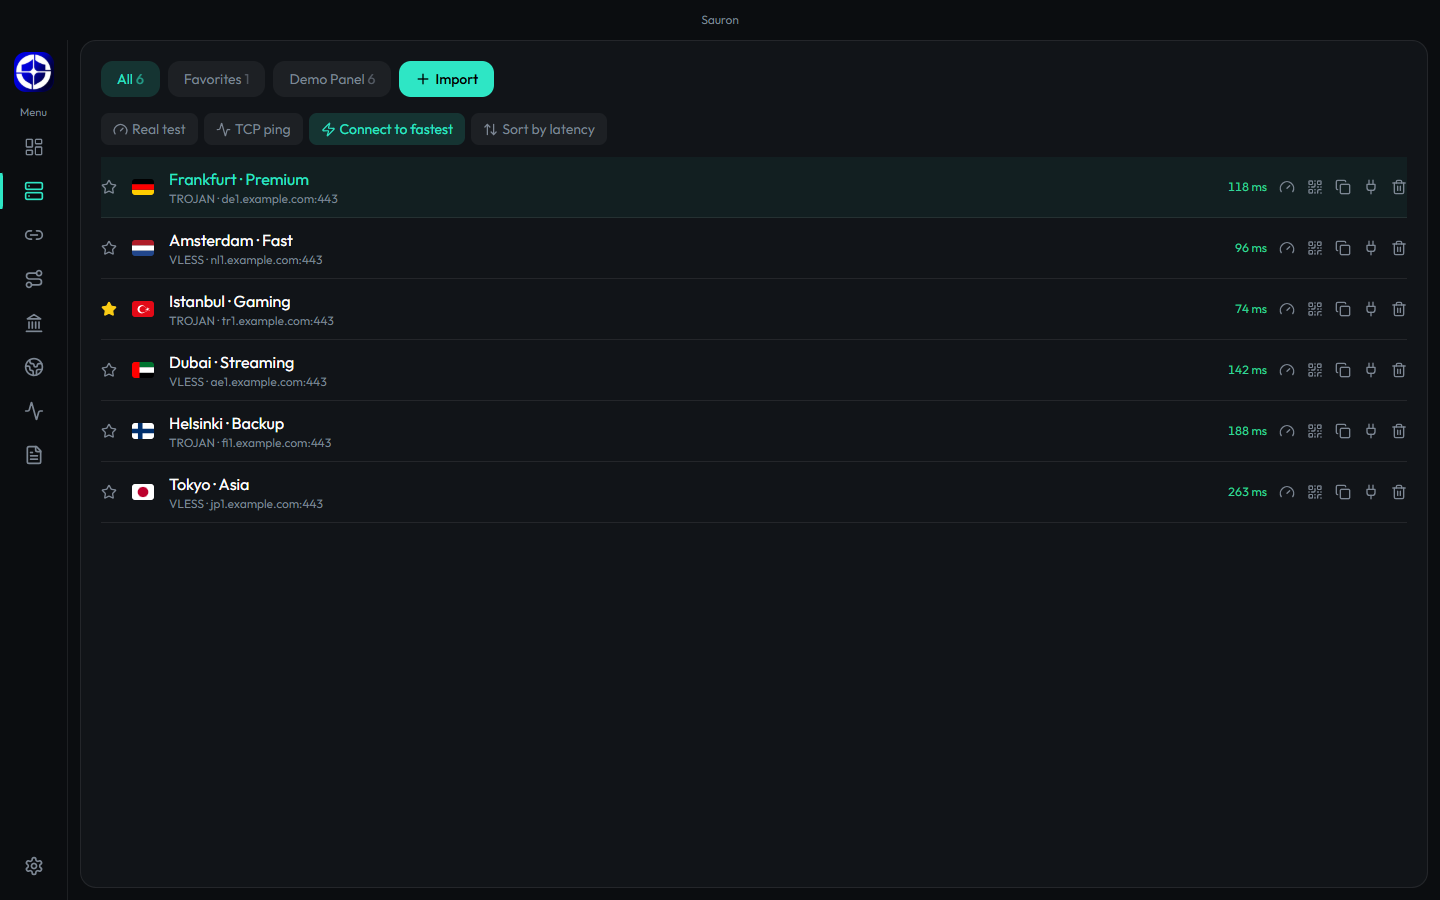 Sauron
Menu
All 6
Favorites 1
Demo Panel 6
Import
Real test
TCP ping
Connect to fastest
Sort by latency
Frankfurt · Premium
TROJAN · de1.example.com:443
118 ms
Amsterdam · Fast
VLESS · nl1.example.com:443
96 ms
Istanbul · Gaming
TROJAN · tr1.example.com:443
74 ms
Dubai · Streaming
VLESS · ae1.example.com:443
142 ms
Helsinki · Backup
TROJAN · fi1.example.com:443
188 ms
Tokyo · Asia
VLESS · jp1.example.com:443
263 ms